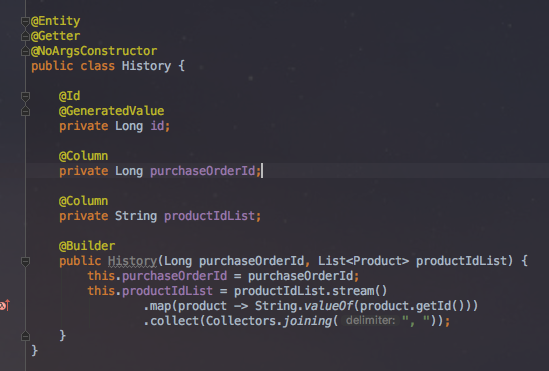 @Entity
@Getter
@NoArgsConstructor
public class History {
@Id
@GeneratedValue
private Long id;
@Column
private Long purchaseOrderId;
@Column
private String productIdList;
@Builder
public History(Long purchaseOrderId, List<Product> productIdList) {
this.purchaseOrderId = purchaseOrderId;
this.productIdList = productIdList.stream()
.map(product -> String.valueOf(product.getId()))
.collect(Collectors.joining( delimiter: ", "));
}
}